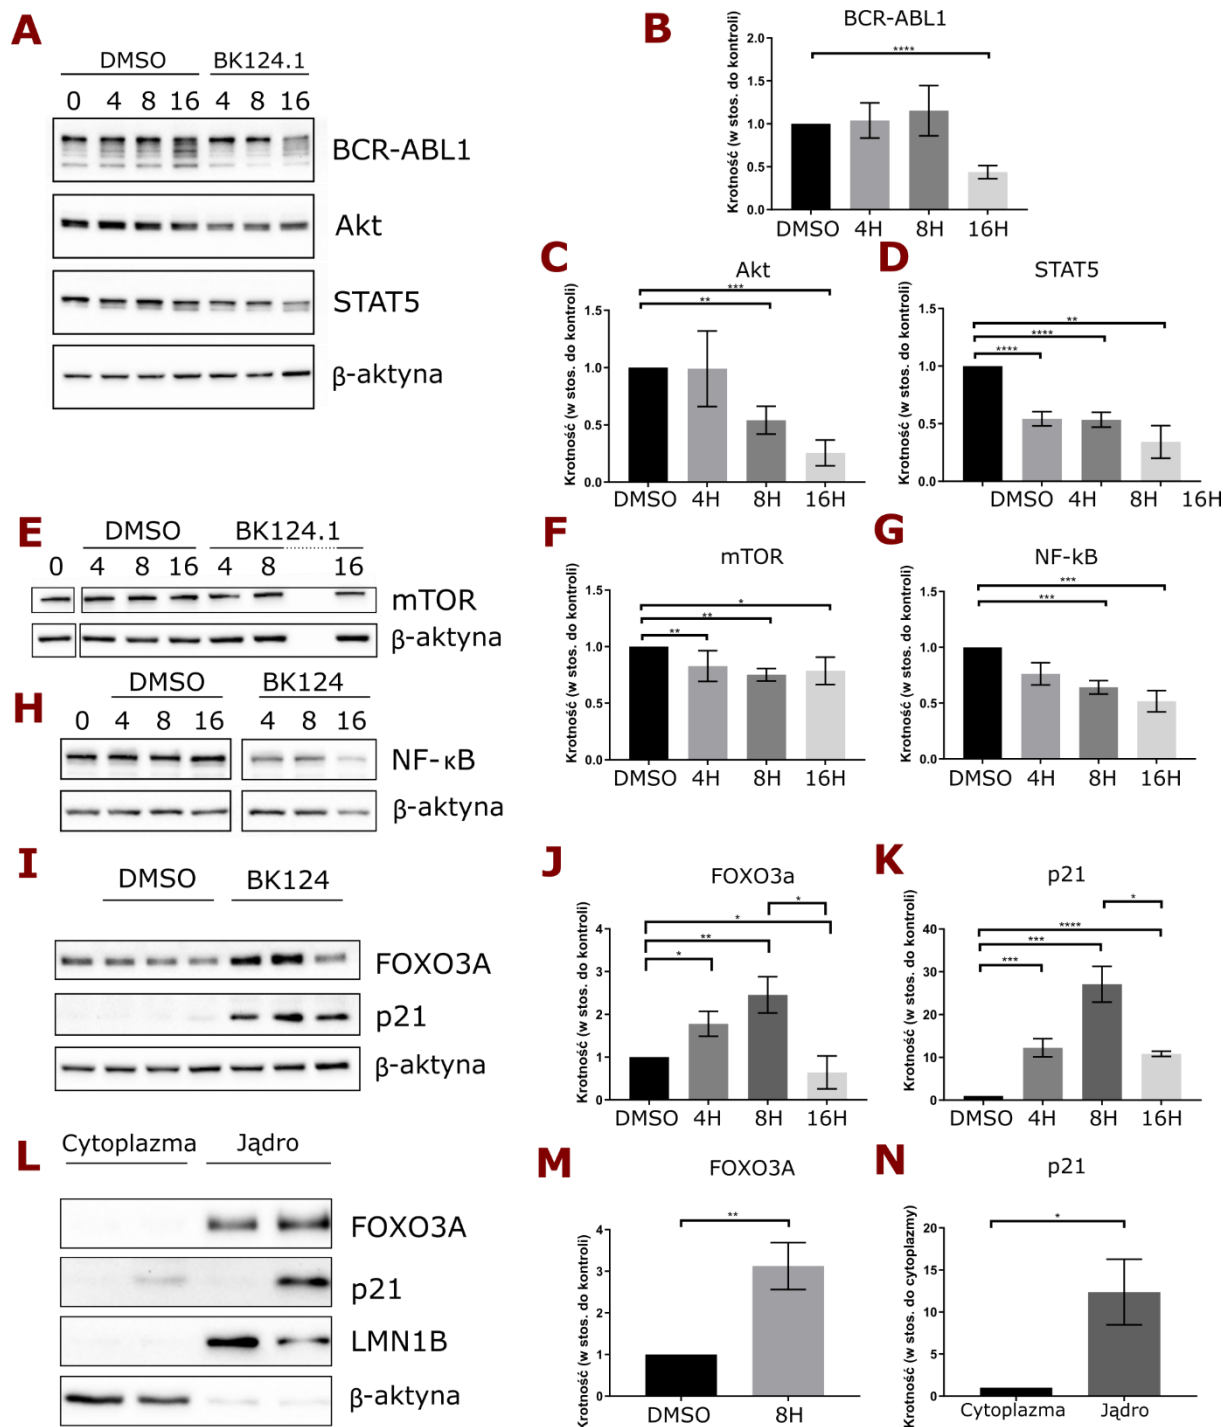 A
DMSO BK124.1
0 4 8 16 4 8 16
BCR-ABL1
Akt
STAT5
β-aktyna
B
BCR-ABL1
Krotność (w stos. do kontroli)
2.0
1.5
1.0
0.5
0.0
****
DMSO 4H 8H 16H
C
Akt
Krotność (w stos. do kontroli)
1.5
1.0
0.5
0.0
***
**
DMSO 4H 8H 16H
D
STAT5
Krotność (w stos. do kontroli)
1.5
1.0
0.5
0.0
**
****
****
DMSO 4H 8H 16H
E
DMSO BK124.1
0 4 8 16 4 8 16
mTOR
β-aktyna
F
mTOR
Krotność (w stos. do kontroli)
1.5
1.0
0.5
0.0
*
**
**
DMSO 4H 8H 16H
G
NF-kB
Krotność (w stos. do kontroli)
1.5
1.0
0.5
0.0
***
***
DMSO 4H 8H 16H
H
DMSO BK124
0 4 8 16 4 8 16
NF-κB
β-aktyna
I
DMSO BK124
FOXO3A
p21
β-aktyna
J
FOXO3a
Krotność (w stos. do kontroli)
4
3
2
1
0
*
*
**
*
DMSO 4H 8H 16H
K
p21
Krotność (w stos. do kontroli)
40
30
20
10
0
*
****
***
***
DMSO 4H 8H 16H
L
Cytoplazma Jądro
FOXO3A
p21
LMN1B
β-aktyna
M
FOXO3A
Krotność (w stos. do kontroli)
4
3
2
1
0
**
DMSO 8H
N
p21
Krotność (w stos. do cytoplazmy)
20
15
10
5
0
*
Cytoplazma Jądro